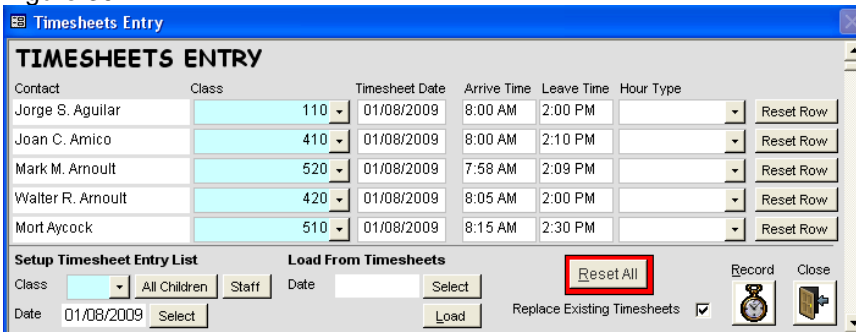 Timesheets Entry
TIMESHEETS ENTRY
Contact Class Timesheet Date Arrive Time Leave Time Hour Type
Jorge S. Aguilar 110 01/08/2009 8:00 AM 2:00 PM Reset Row
Joan C. Amico 410 01/08/2009 8:00 AM 2:10 PM Reset Row
Mark M. Arnoult 520 01/08/2009 7:58 AM 2:09 PM Reset Row
Walter R. Arnoult 420 01/08/2009 8:05 AM 2:00 PM Reset Row
Mort Aycock 510 01/08/2009 8:15 AM 2:30 PM Reset Row
Setup Timesheet Entry List Load From Timesheets Reset All Record Close
Class All Children Staff Date Select
Date 01/08/2009 Select Load Replace Existing Timesheets